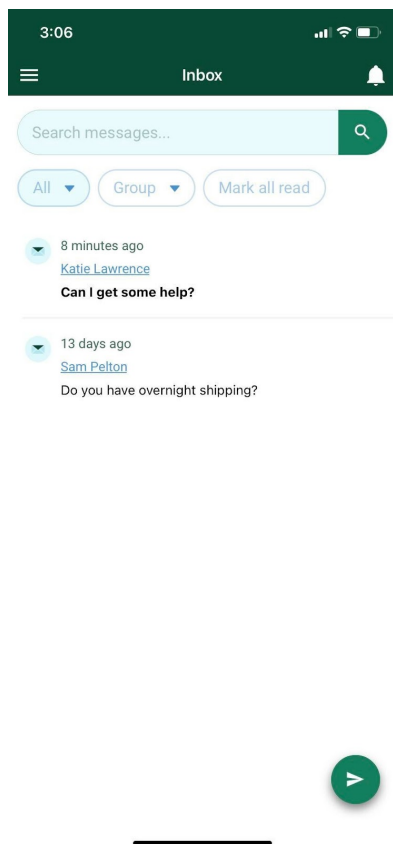 3:06
Inbox
Search messages...
All
Group
Mark all read
8 minutes ago
Katie Lawrence
Can I get some help?
13 days ago
Sam Pelton
Do you have overnight shipping?